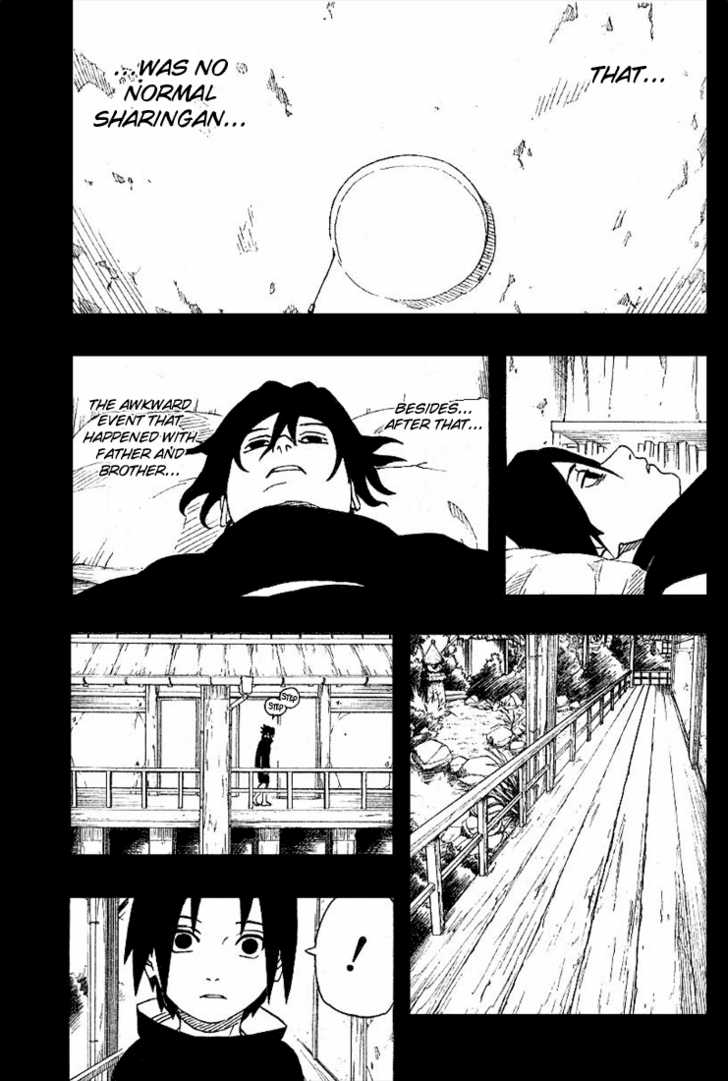 THAT...
...WAS NO
NORMAL
SHARINGAN...
BESIDES...
AFTER THAT...
THE AWKWARD
EVENT THAT
HAPPENED WITH
FATHER AND
BROTHER...
STEP
STEP
!